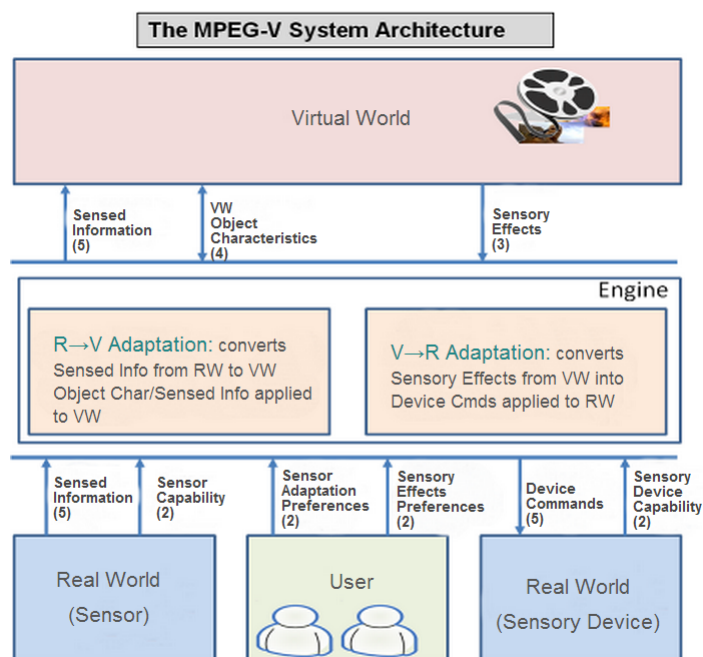 The MPEG-V System Architecture
Virtual World
Sensed
Information
(5)
VW
Object
Characteristics
(4)
Sensory
Effects
(3)
Engine
R→V Adaptation: converts
Sensed Info from RW to VW
Object Char/Sensed Info applied
to VW
V→R Adaptation: converts
Sensory Effects from VW into
Device Cmds applied to RW
Sensed
Information
(5)
Sensor
Capability
(2)
Sensor
Adaptation
Preferences
(2)
Sensory
Effects
Preferences
(2)
Device
Commands
(5)
Sensory
Device
Capability
(2)
Real World
(Sensor)
User
Real World
(Sensory Device)